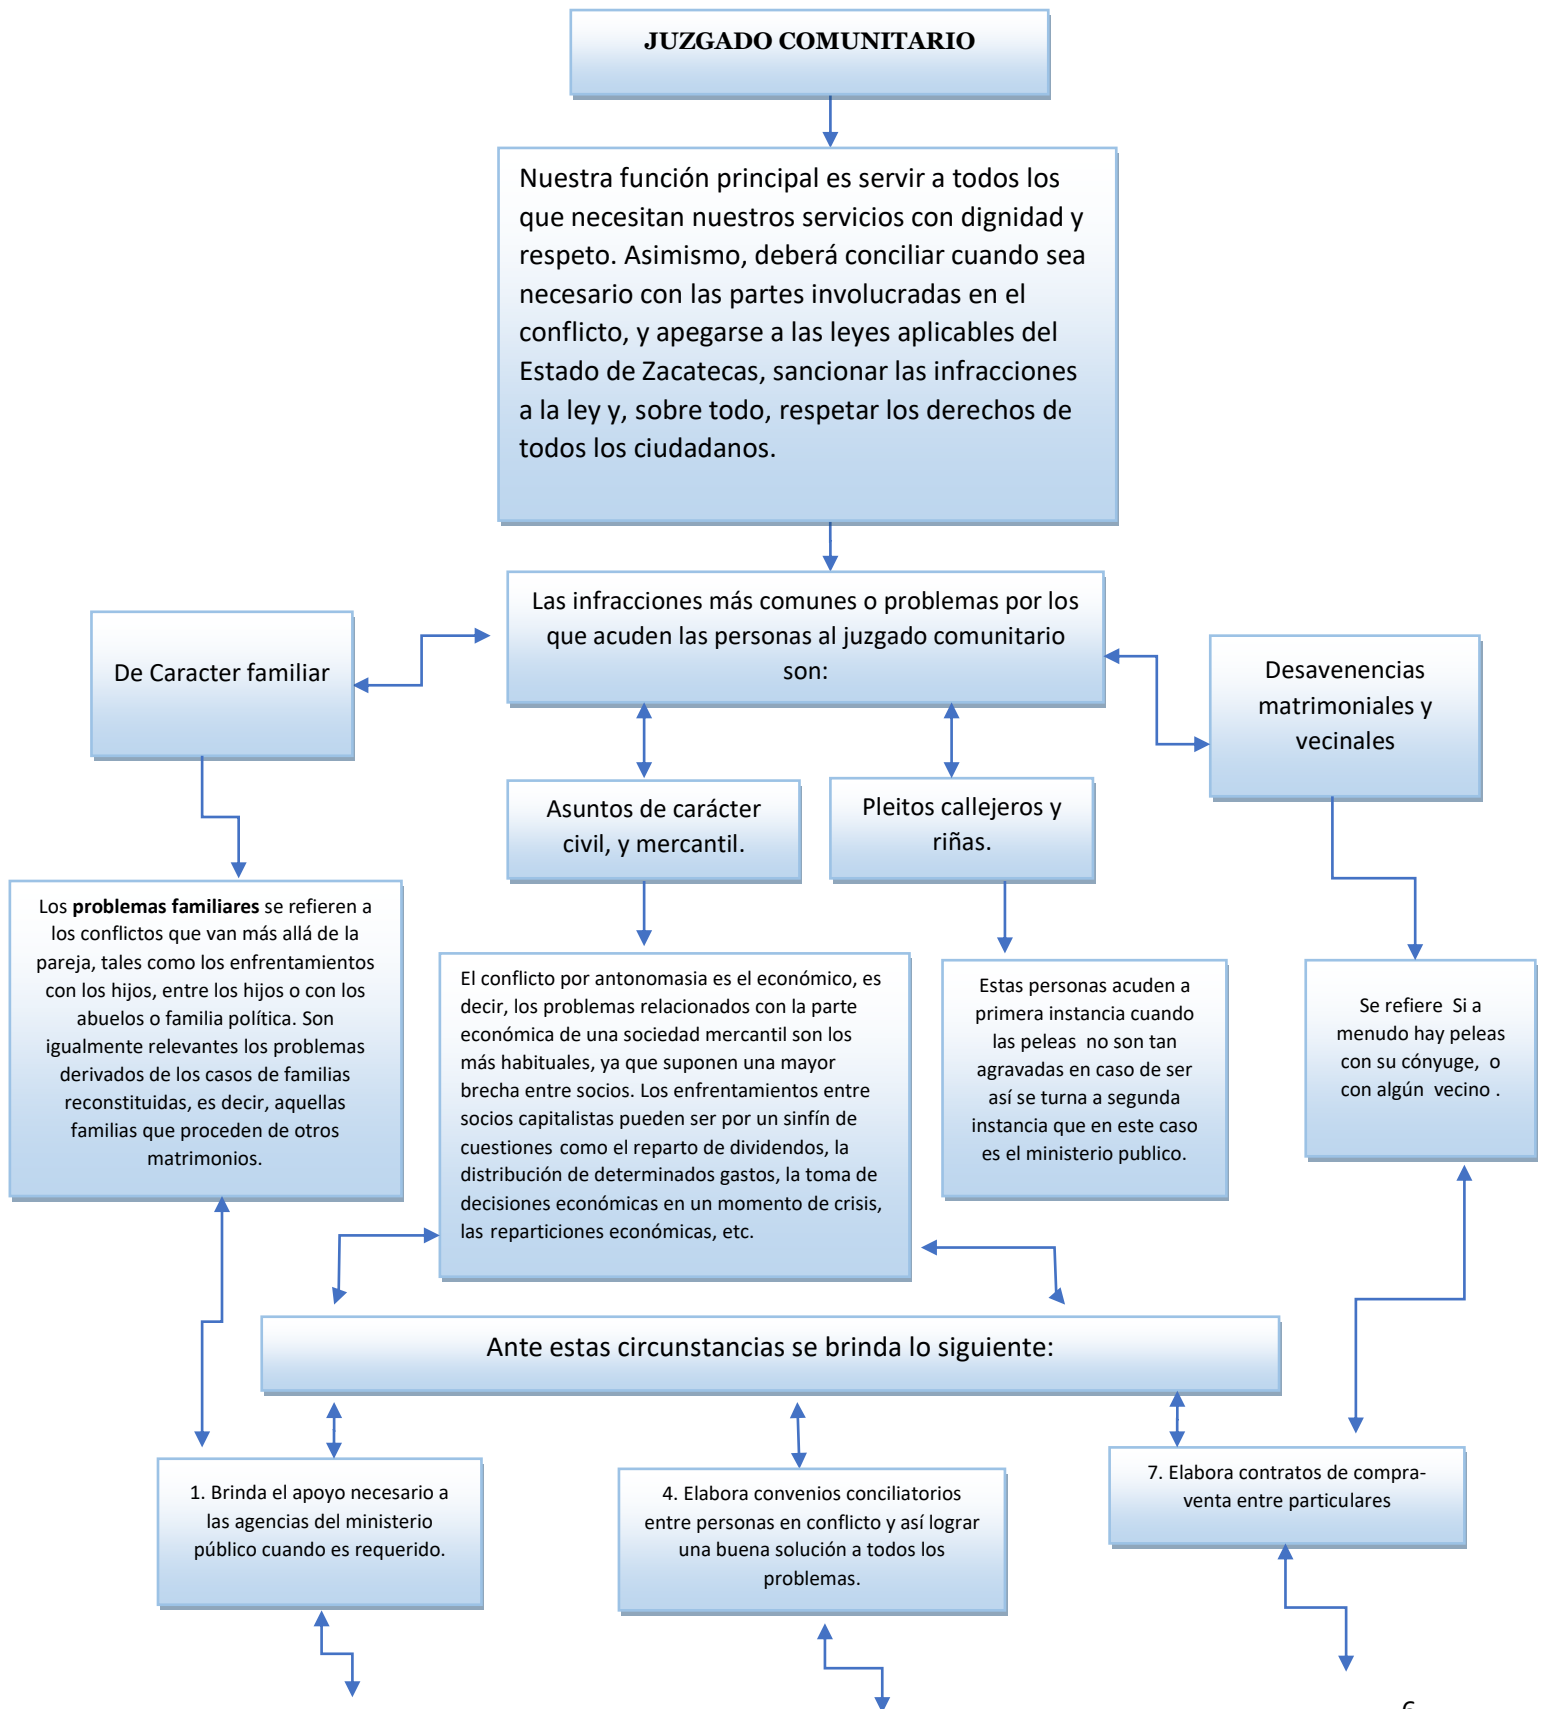 JUZGADO COMUNITARIO
Nuestra función principal es servir a todos los
que necesitan nuestros servicios con dignidad y
respeto. Asimismo, deberá conciliar cuando sea
necesario con las partes involucradas en el
conflicto, y apegarse a las leyes aplicables del
Estado de Zacatecas, sancionar las infracciones
a la ley y, sobre todo, respetar los derechos de
todos los ciudadanos.
Las infracciones más comunes o problemas por los
que acuden las personas al juzgado comunitario
son:
De Caracter familiar
Desavenencias
matrimoniales y
vecinales
Asuntos de carácter
civil, y mercantil.
Pleitos callejeros y
riñas.
Los problemas familiares se refieren a
los conflictos que van más allá de la
pareja, tales como los enfrentamientos
con los hijos, entre los hijos o con los
abuelos o familia política. Son
igualmente relevantes los problemas
derivados de los casos de familias
reconstituidas, es decir, aquellas
familias que proceden de otros
matrimonios.
El conflicto por antonomasia es el económico, es
decir, los problemas relacionados con la parte
económica de una sociedad mercantil son los
más habituales, ya que suponen una mayor
brecha entre socios. Los enfrentamientos entre
socios capitalistas pueden ser por un sinfín de
cuestiones como el reparto de dividendos, la
distribución de determinados gastos, la toma de
decisiones económicas en un momento de crisis,
las reparticiones económicas, etc.
Estas personas acuden a
primera instancia cuando
las peleas no son tan
agravadas en caso de ser
así se turna a segunda
instancia que en este caso
es el ministerio publico.
Se refiere Si a
menudo hay peleas
con su cónyuge, o
con algún vecino .
Ante estas circunstancias se brinda lo siguiente:
1. Brinda el apoyo necesario a
las agencias del ministerio
público cuando es requerido.
4. Elabora convenios conciliatorios
entre personas en conflicto y así lograr
una buena solución a todos los
problemas.
7. Elabora contratos de compra-
venta entre particulares